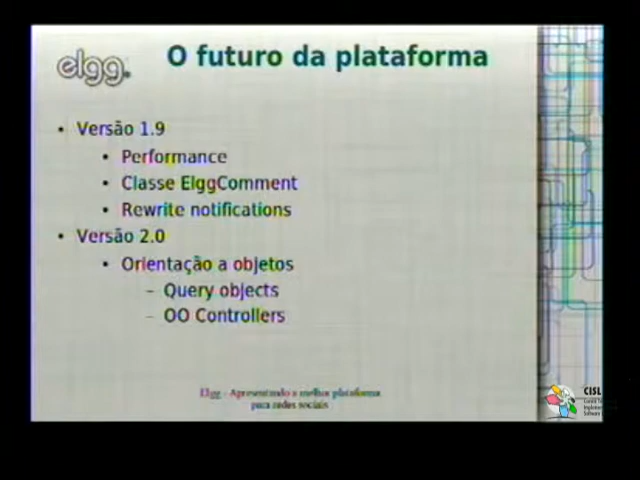 elgg.
O futuro da plataforma
• Versão 1.9
• Performance
• Classe ElggComment
• Rewrite notifications
• Versão 2.0
• Orientação a objetos
– Query objects
– OO Controllers
Elgg - Apresentando a melhor plataforma
para redes sociais
CISL